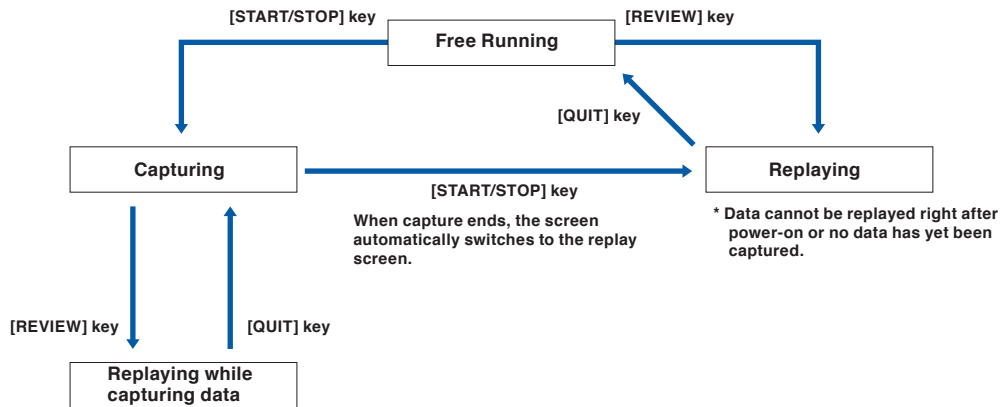 [START/STOP] key
[REVIEW] key
Free Running
[QUIT] key
Capturing
Replaying
[START/STOP] key
When capture ends, the screen
automatically switches to the replay
screen.
* Data cannot be replayed right after
power-on or no data has yet been
captured.
[REVIEW] key
[QUIT] key
Replaying while
capturing data